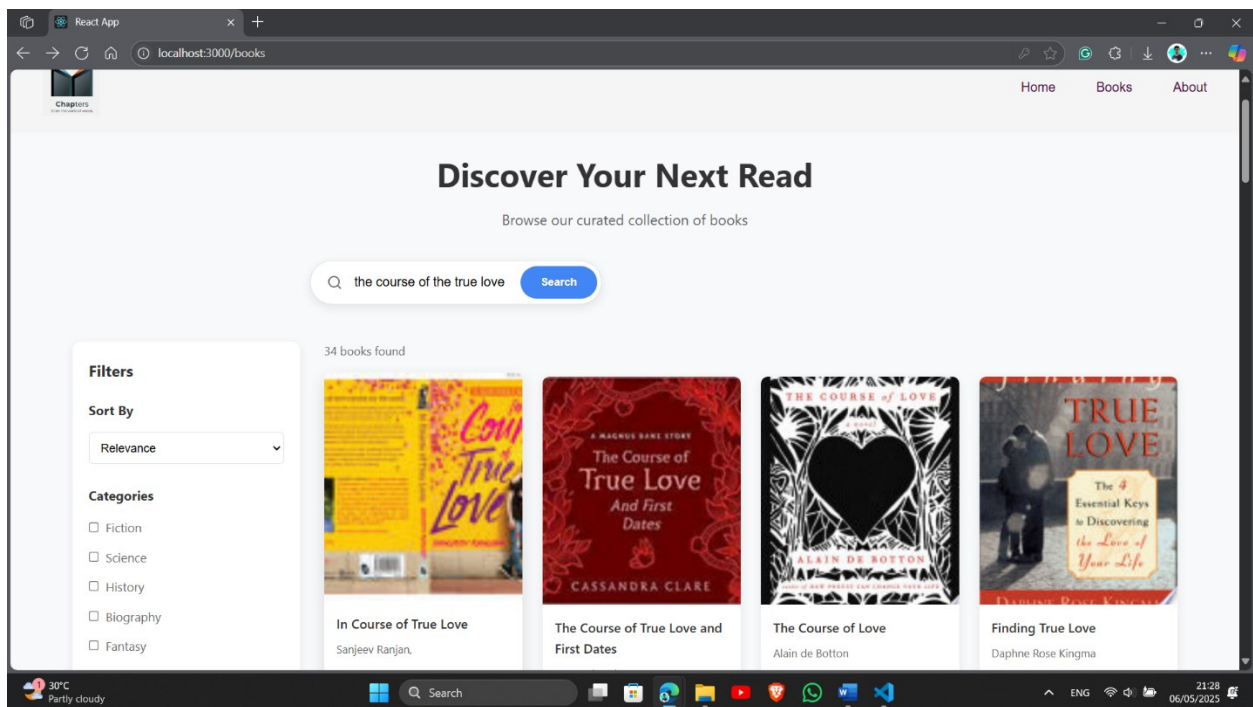 React App
localhost:3000/books
Chapters
Home Books About
Discover Your Next Read
Browse our curated collection of books
the course of the true love Search
34 books found
Filters
Sort By
Relevance
Categories
Fiction
Science
History
Biography
Fantasy
Cour
True
Love
In Course of True Love
Sanjeev Ranjan,
A MAGNUS BANE STORY
The Course of
True Love
And First
Dates
CASSANDRA CLARE
The Course of True Love and
First Dates
THE COURSE of LOVE
a novel
ALAIN DE BOTTON
The Course of Love
Alain de Botton
TRUE
LOVE
The 4
Essential Keys
to Discovering
the Love of
Your Life
DAPHNE ROSE KINGMA
Finding True Love
Daphne Rose Kingma
1
30°C
Partly cloudy
Search
ENG
21:28
06/05/2025